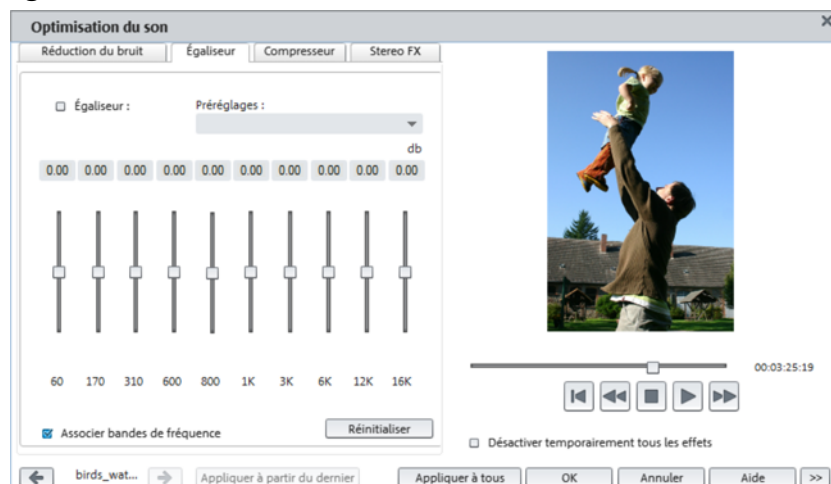 Optimisation du son
Réduction du bruit Égaliseur Compresseur Stereo FX
Égaliseur : Préréglages :
db
0.00 0.00 0.00 0.00 0.00 0.00 0.00 0.00 0.00 0.00
60 170 310 600 800 1K 3K 6K 12K 16K
00:03:25:19
Associer bandes de fréquence Réinitialiser
Désactiver temporairement tous les effets
birds_wat... Appliquer à partir du dernier Appliquer à tous OK Annuler Aide >>